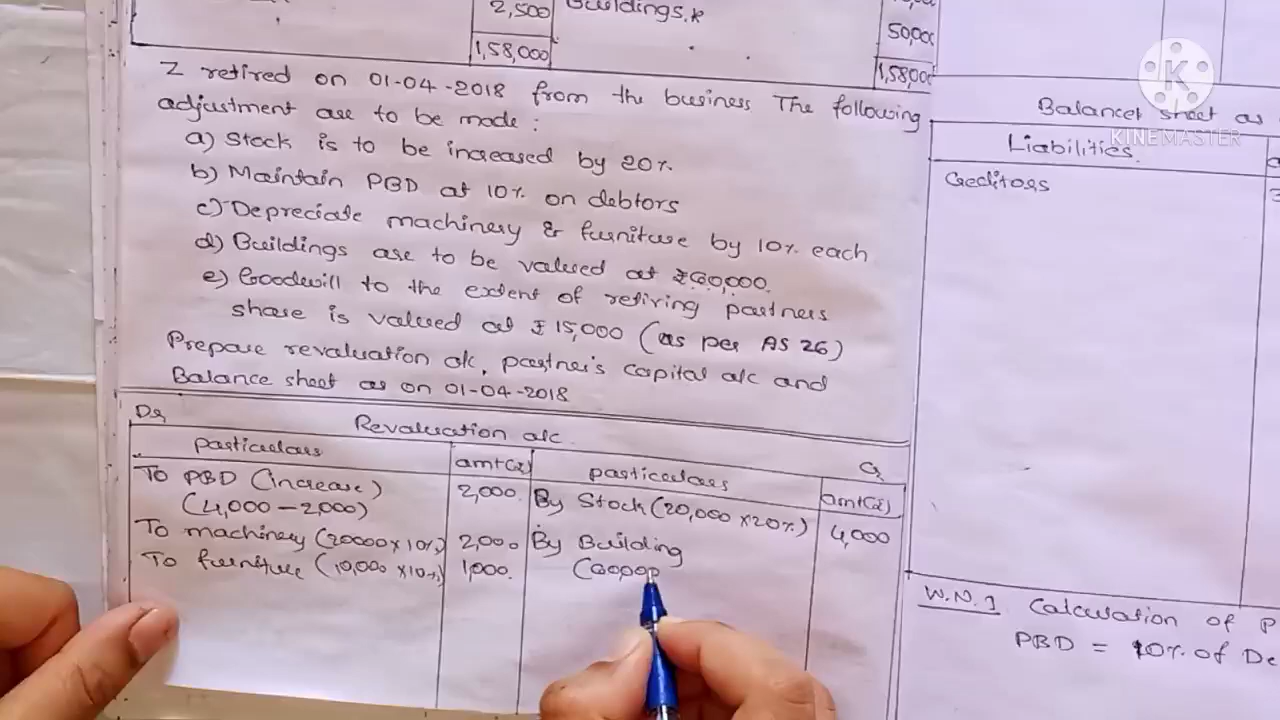 2,500
Buildings.
50,000
1,58,000
1,58,000
Z retired on 01-04-2018 from the business The following
adjustment are to be made :
a) Stock is to be increased by 20%
b) Maintain PBD at 10% on debtors
c) Depreciate machinery & furniture by 10% each
d) Buildings are to be valued at ₹60,000.
e) Goodwill to the extent of retiring partners
share is valued at ₹15,000 (as per AS 26)
Prepare revaluation a/c, partner's capital a/c and
Balance sheet as on 01-04-2018
Dr
Revaluation a/c
Cr
particulars
amt(₹)
particulars
amt(₹)
To PBD (increase)
(4,000 - 2,000)
2,000
By Stock (20,000 x 20%)
4,000
To machinery (20000 x 10%)
2,000
By Building
(60,000
To furniture (10,000 x 10%)
1,000.
K
KINEMASTER
Balancet sheet as
Liabilities.
Creditors
W.N.1 Calculation of P
PBD = 10% of De